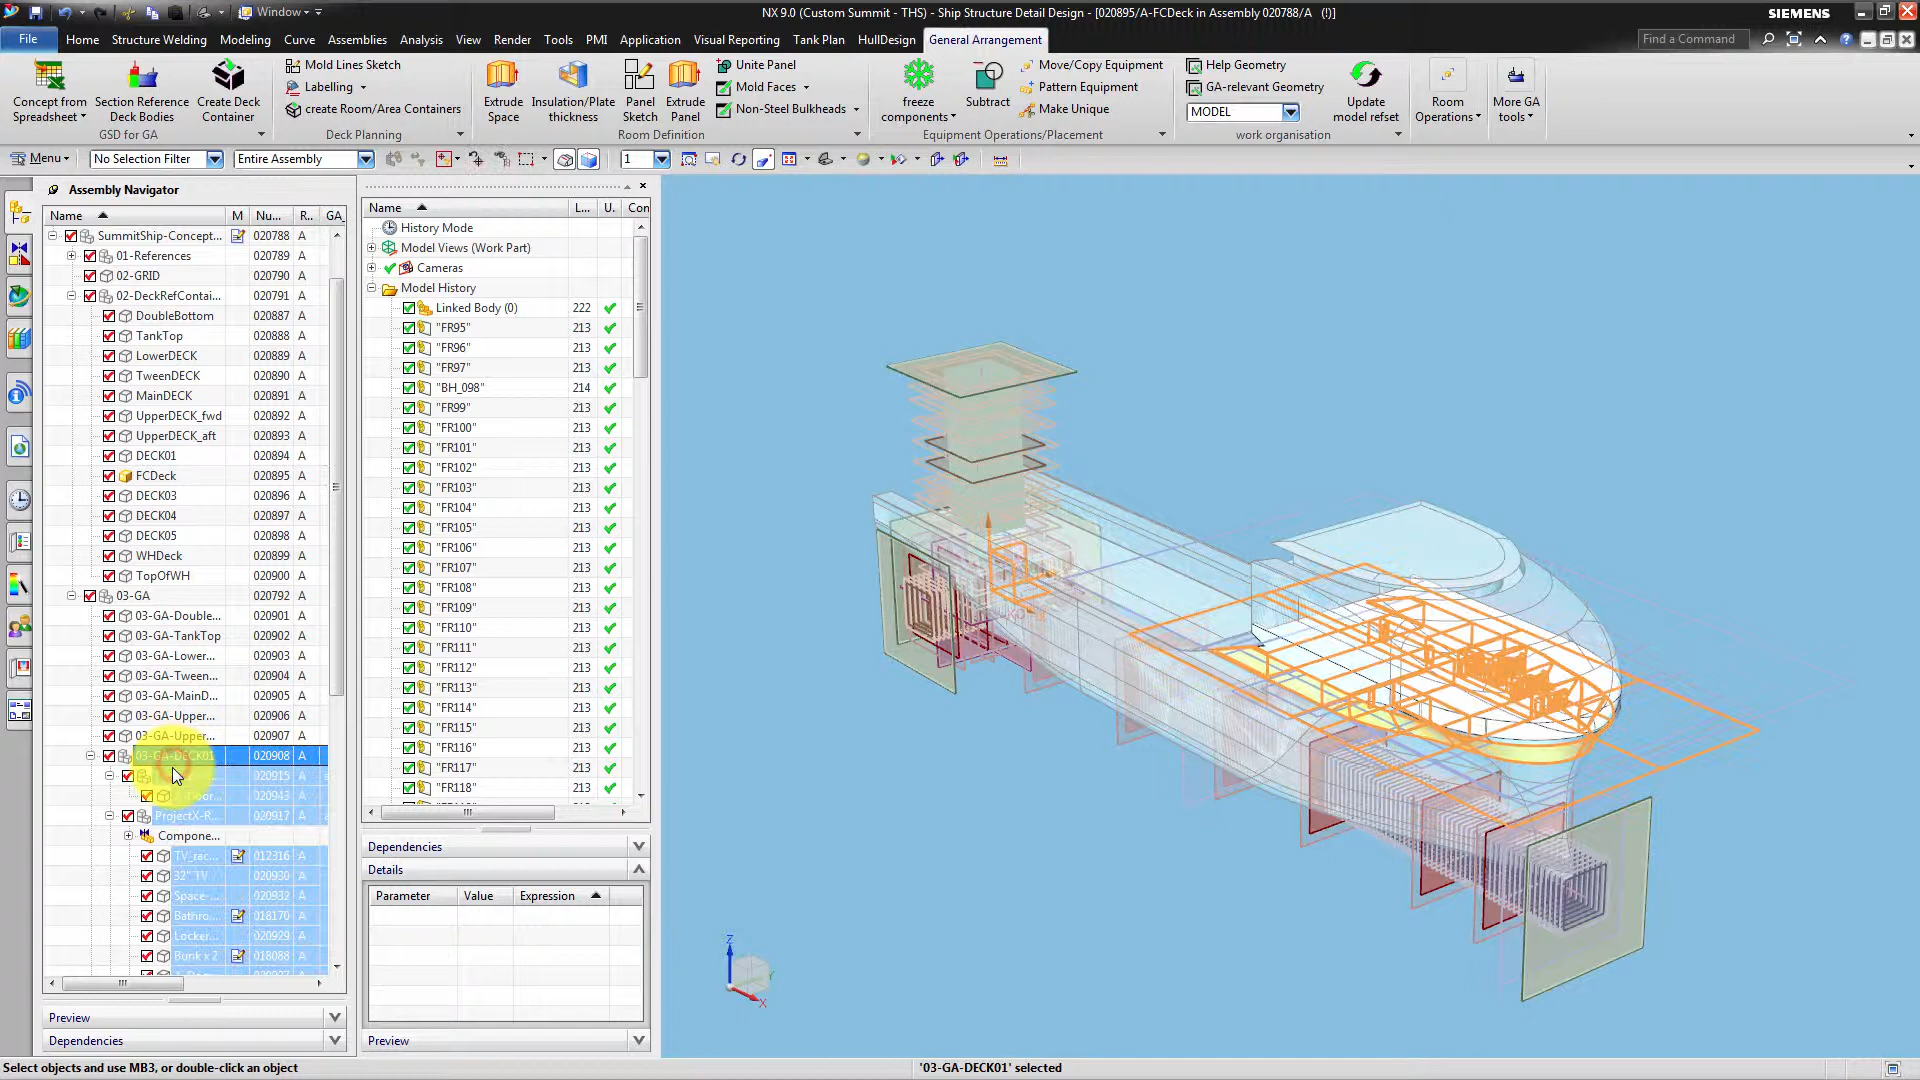 Window
NX 9.0 (Custom Summit - THS) - Ship Structure Detail Design - [020895/A-FCDeck in Assembly 020788/A (!)]
SIEMENS
File
Home
Structure Welding
Modeling
Curve
Assemblies
Analysis
View
Render
Tools
PMI
Application
Visual Reporting
Tank Plan
HullDesign
General Arrangement
Find a Command
Concept from Spreadsheet
Section Reference Deck Bodies
Create Deck Container
GSD for GA
Mold Lines Sketch
Labelling
create Room/Area Containers
Deck Planning
Extrude Space
Insulation/Plate thickness
Panel Sketch
Extrude Panel
Unite Panel
Mold Faces
Non-Steel Bulkheads
Room Definition
freeze components
Subtract
Move/Copy Equipment
Pattern Equipment
Make Unique
Equipment Operations/Placement
Help Geometry
GA-relevant Geometry
MODEL
Update model refset
work organisation
Room Operations
More GA tools
Menu
No Selection Filter
Entire Assembly
1
Assembly Navigator
Name M Nu... R.. GA_
SummitShip-Concept... 020788 A
01-References 020789 A
02-GRID 020790 A
02-DeckRefContai... 020791 A
DoubleBottom 020887 A
TankTop 020888 A
LowerDECK 020889 A
TweenDECK 020890 A
MainDECK 020891 A
UpperDECK_fwd 020892 A
UpperDECK_aft 020893 A
DECK01 020894 A
FCDeck 020895 A
DECK03 020896 A
DECK04 020897 A
DECK05 020898 A
WHDeck 020899 A
TopOfWH 020900 A
03-GA 020792 A
03-GA-Double... 020901 A
03-GA-TankTop 020902 A
03-GA-Lower... 020903 A
03-GA-Tween... 020904 A
03-GA-MainD... 020905 A
03-GA-Upper... 020906 A
03-GA-Upper... 020907 A
03-GA-DECK01 020908 A
020915 A
020943 A
ProjectX-R... 020917 A
Compone...
TV_rac... 012316 A
32" TV 020930 A
Space-... 020932 A
Bathro... 018170 A
Locker... 020929 A
Bunk x 2 018088 A
Preview
Dependencies
Name L... U. Con
History Mode
Model Views (Work Part)
Cameras
Model History
Linked Body (0) 222
"FR95" 213
"FR96" 213
"FR97" 213
"BH_098" 214
"FR99" 213
"FR100" 213
"FR101" 213
"FR102" 213
"FR103" 213
"FR104" 213
"FR105" 213
"FR106" 213
"FR107" 213
"FR108" 213
"FR109" 213
"FR110" 213
"FR111" 213
"FR112" 213
"FR113" 213
"FR114" 213
"FR115" 213
"FR116" 213
"FR117" 213
"FR118" 213
Dependencies
Details
Parameter Value Expression
Preview
Z
Y
X
Select objects and use MB3, or double-click an object
'03-GA-DECK01' selected